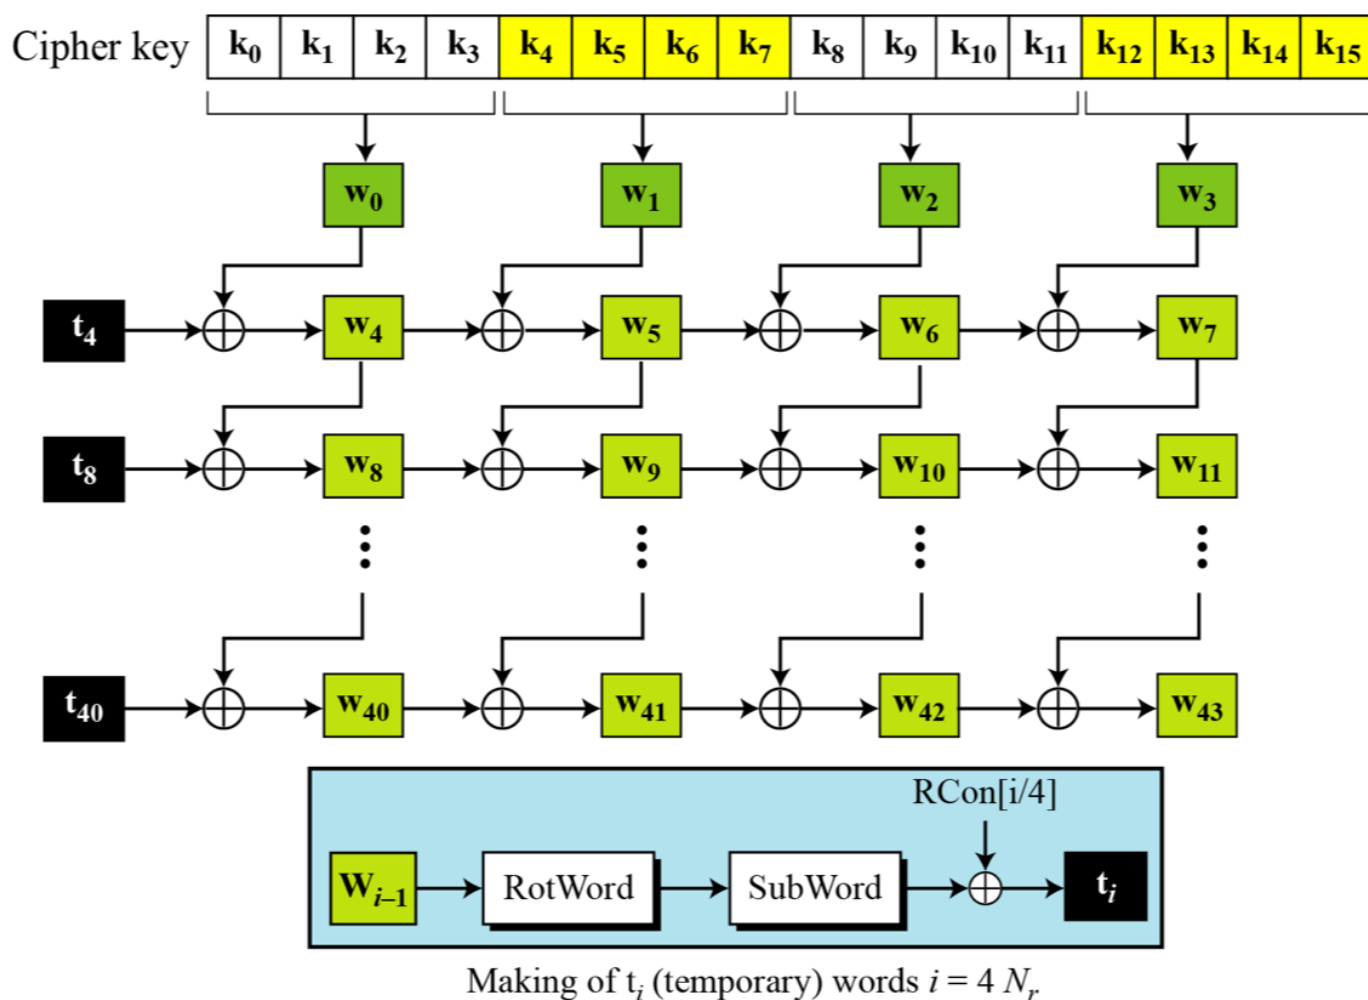 Cipher key k0 k1 k2 k3 k4 k5 k6 k7 k8 k9 k10 k11 k12 k13 k14 k15
w0 w1 w2 w3
t4 w4 w5 w6 w7
t8 w8 w9 w10 w11
t40 w40 w41 w42 w43
RCon[i/4]
Wi–1 RotWord SubWord ti
Making of ti (temporary) words i = 4 Nr